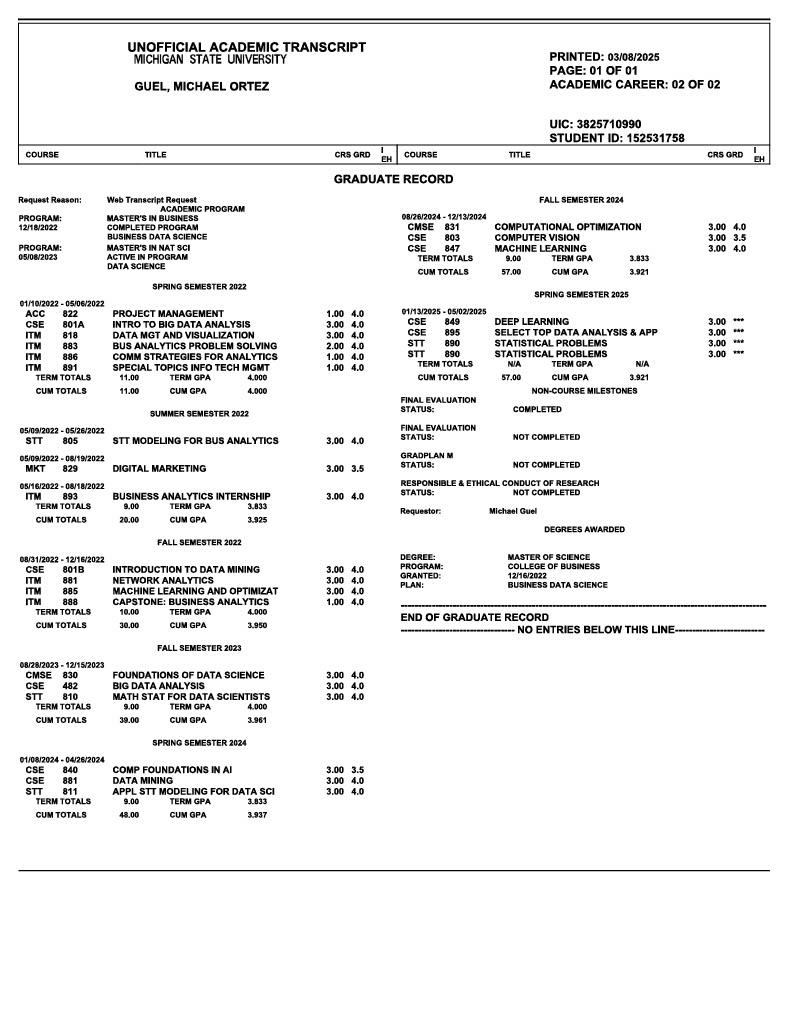 UNOFFICIAL ACADEMIC TRANSCRIPT
MICHIGAN STATE UNIVERSITY
GUEL, MICHAEL ORTEZ
PRINTED: 03/08/2025
PAGE: 01 OF 01
ACADEMIC CAREER: 02 OF 02
UIC: 3825710990
STUDENT ID: 152531758
COURSE TITLE CRS GRD I EH
COURSE TITLE CRS GRD I EH
GRADUATE RECORD
Request Reason: Web Transcript Request
ACADEMIC PROGRAM
PROGRAM: MASTER'S IN BUSINESS
12/18/2022 COMPLETED PROGRAM
BUSINESS DATA SCIENCE
PROGRAM: MASTER'S IN NAT SCI
05/08/2023 ACTIVE IN PROGRAM
DATA SCIENCE
SPRING SEMESTER 2022
01/10/2022 - 05/06/2022
ACC 822 PROJECT MANAGEMENT 1.00 4.0
CSE 801A INTRO TO BIG DATA ANALYSIS 3.00 4.0
ITM 818 DATA MGT AND VISUALIZATION 3.00 4.0
ITM 883 BUS ANALYTICS PROBLEM SOLVING 2.00 4.0
ITM 886 COMM STRATEGIES FOR ANALYTICS 1.00 4.0
ITM 891 SPECIAL TOPICS INFO TECH MGMT 1.00 4.0
TERM TOTALS 11.00 TERM GPA 4.000
CUM TOTALS 11.00 CUM GPA 4.000
SUMMER SEMESTER 2022
05/09/2022 - 05/26/2022
STT 805 STT MODELING FOR BUS ANALYTICS 3.00 4.0
05/09/2022 - 08/19/2022
MKT 829 DIGITAL MARKETING 3.00 3.5
05/16/2022 - 08/18/2022
ITM 893 BUSINESS ANALYTICS INTERNSHIP 3.00 4.0
TERM TOTALS 9.00 TERM GPA 3.833
CUM TOTALS 20.00 CUM GPA 3.925
FALL SEMESTER 2022
08/31/2022 - 12/16/2022
CSE 801B INTRODUCTION TO DATA MINING 3.00 4.0
ITM 881 NETWORK ANALYTICS 3.00 4.0
ITM 885 MACHINE LEARNING AND OPTIMIZAT 3.00 4.0
ITM 888 CAPSTONE: BUSINESS ANALYTICS 1.00 4.0
TERM TOTALS 10.00 TERM GPA 4.000
CUM TOTALS 30.00 CUM GPA 3.950
FALL SEMESTER 2023
08/28/2023 - 12/15/2023
CMSE 830 FOUNDATIONS OF DATA SCIENCE 3.00 4.0
CSE 482 BIG DATA ANALYSIS 3.00 4.0
STT 810 MATH STAT FOR DATA SCIENTISTS 3.00 4.0
TERM TOTALS 9.00 TERM GPA 4.000
CUM TOTALS 39.00 CUM GPA 3.961
SPRING SEMESTER 2024
01/08/2024 - 04/26/2024
CSE 840 COMP FOUNDATIONS IN AI 3.00 3.5
CSE 881 DATA MINING 3.00 4.0
STT 811 APPL STT MODELING FOR DATA SCI 3.00 4.0
TERM TOTALS 9.00 TERM GPA 3.833
CUM TOTALS 48.00 CUM GPA 3.937
FALL SEMESTER 2024
08/26/2024 - 12/13/2024
CMSE 831 COMPUTATIONAL OPTIMIZATION 3.00 4.0
CSE 803 COMPUTER VISION 3.00 3.5
CSE 847 MACHINE LEARNING 3.00 4.0
TERM TOTALS 9.00 TERM GPA 3.833
CUM TOTALS 57.00 CUM GPA 3.921
SPRING SEMESTER 2025
01/13/2025 - 05/02/2025
CSE 849 DEEP LEARNING 3.00 ***
CSE 895 SELECT TOP DATA ANALYSIS & APP 3.00 ***
STT 890 STATISTICAL PROBLEMS 3.00 ***
STT 890 STATISTICAL PROBLEMS 3.00 ***
TERM TOTALS N/A TERM GPA N/A
CUM TOTALS 57.00 CUM GPA 3.921
NON-COURSE MILESTONES
FINAL EVALUATION
STATUS: COMPLETED
FINAL EVALUATION
STATUS: NOT COMPLETED
GRADPLAN M
STATUS: NOT COMPLETED
RESPONSIBLE & ETHICAL CONDUCT OF RESEARCH
STATUS: NOT COMPLETED
Requestor: Michael Guel
DEGREES AWARDED
DEGREE: MASTER OF SCIENCE
PROGRAM: COLLEGE OF BUSINESS
GRANTED: 12/16/2022
PLAN: BUSINESS DATA SCIENCE
END OF GRADUATE RECORD
--------------------------------- NO ENTRIES BELOW THIS LINE--------------------------